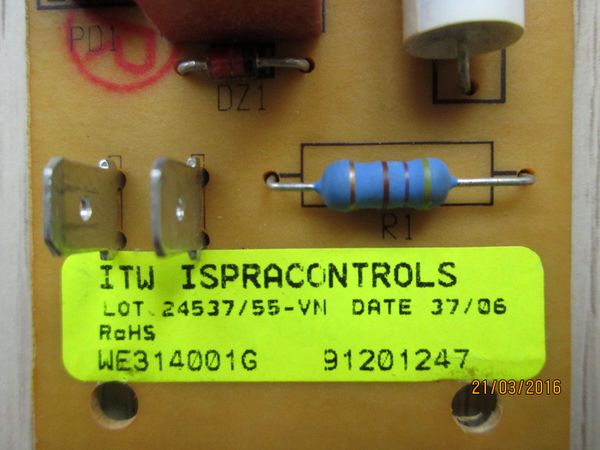 PD1
DZ1
R1
ITW ISPRACONTROLS
LOT 24537/55-VN DATE 37/06
RoHS
WE314001G 91201247
21/03/2016